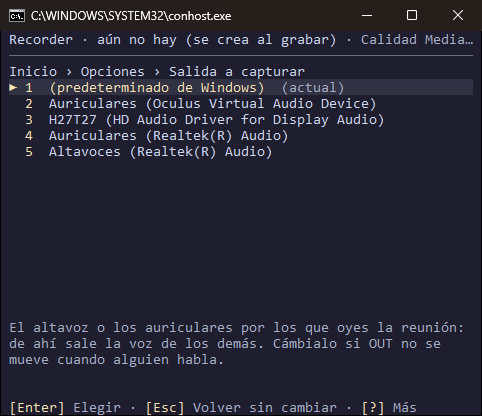 C:\WINDOWS\SYSTEM32\conhost.exe
Recorder · aún no hay (se crea al grabar) · Calidad Media…
Inicio › Opciones › Salida a capturar
► 1 (predeterminado de Windows) (actual)
2 Auriculares (Oculus Virtual Audio Device)
3 H27T27 (HD Audio Driver for Display Audio)
4 Auriculares (Realtek(R) Audio)
5 Altavoces (Realtek(R) Audio)
El altavoz o los auriculares por los que oyes la reunión:
de ahí sale la voz de los demás. Cámbialo si OUT no se
mueve cuando alguien habla.
[Enter] Elegir · [Esc] Volver sin cambiar · [?] Más